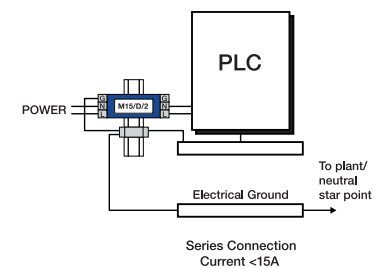 PLC
G
G
N
M15/D/2
N
POWER
L
L
To plant/
neutral
star point
Electrical Ground
Series Connection
Current <15A